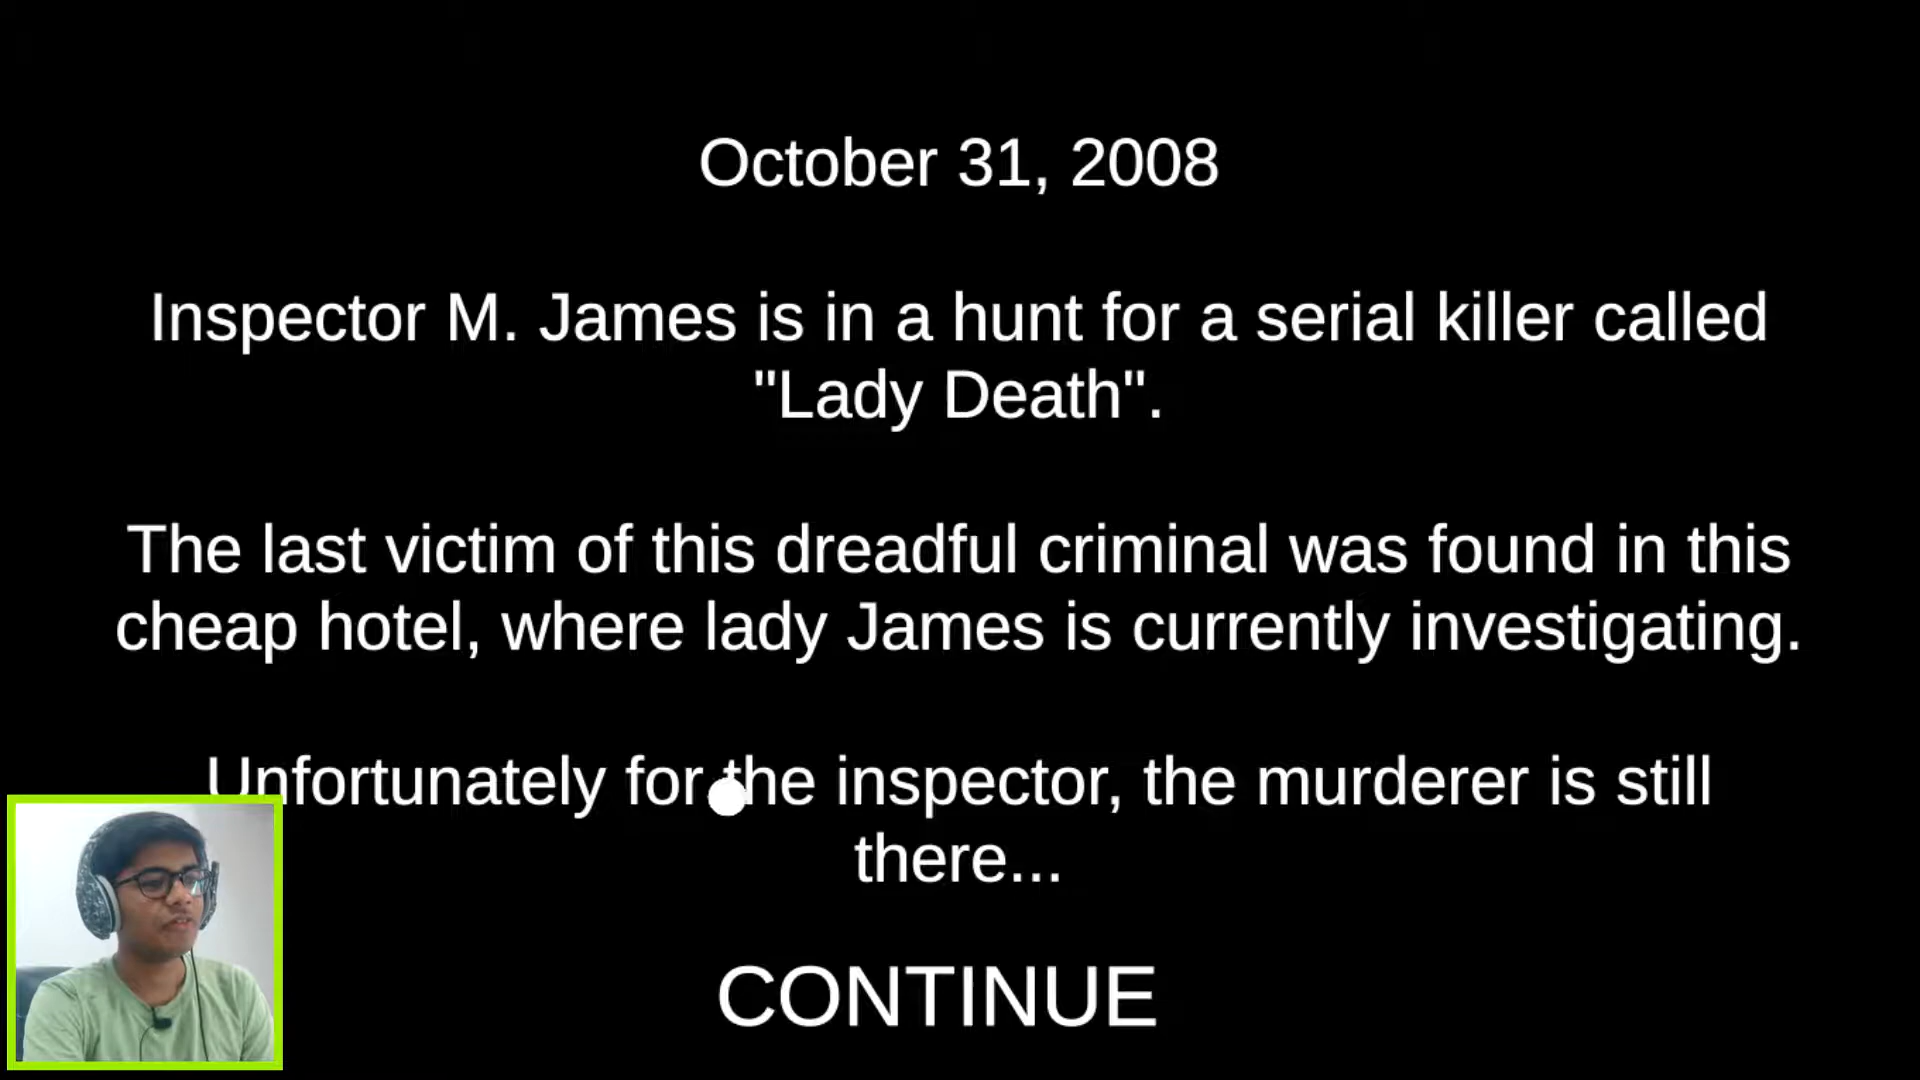 October 31, 2008
Inspector M. James is in a hunt for a serial killer called
"Lady Death".
The last victim of this dreadful criminal was found in this
cheap hotel, where lady James is currently investigating.
Unfortunately for the inspector, the murderer is still
there...
CONTINUE